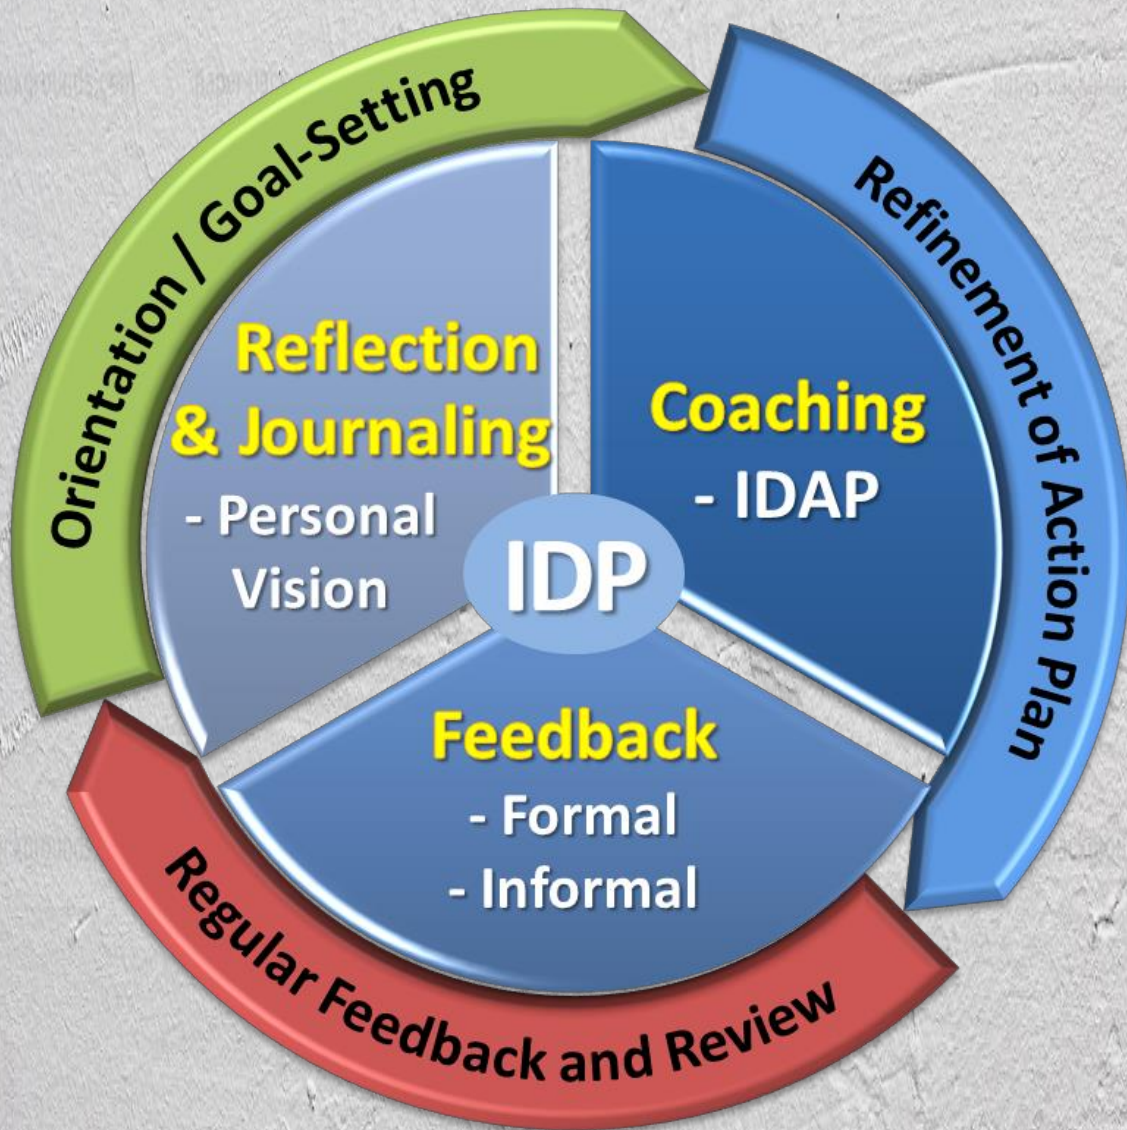 Orientation / Goal-Setting
Reflection
& Journaling
- Personal
Vision
Coaching
- IDAP
Refinement of Action Plan
IDP
Feedback
- Formal
- Informal
Regular Feedback and Review